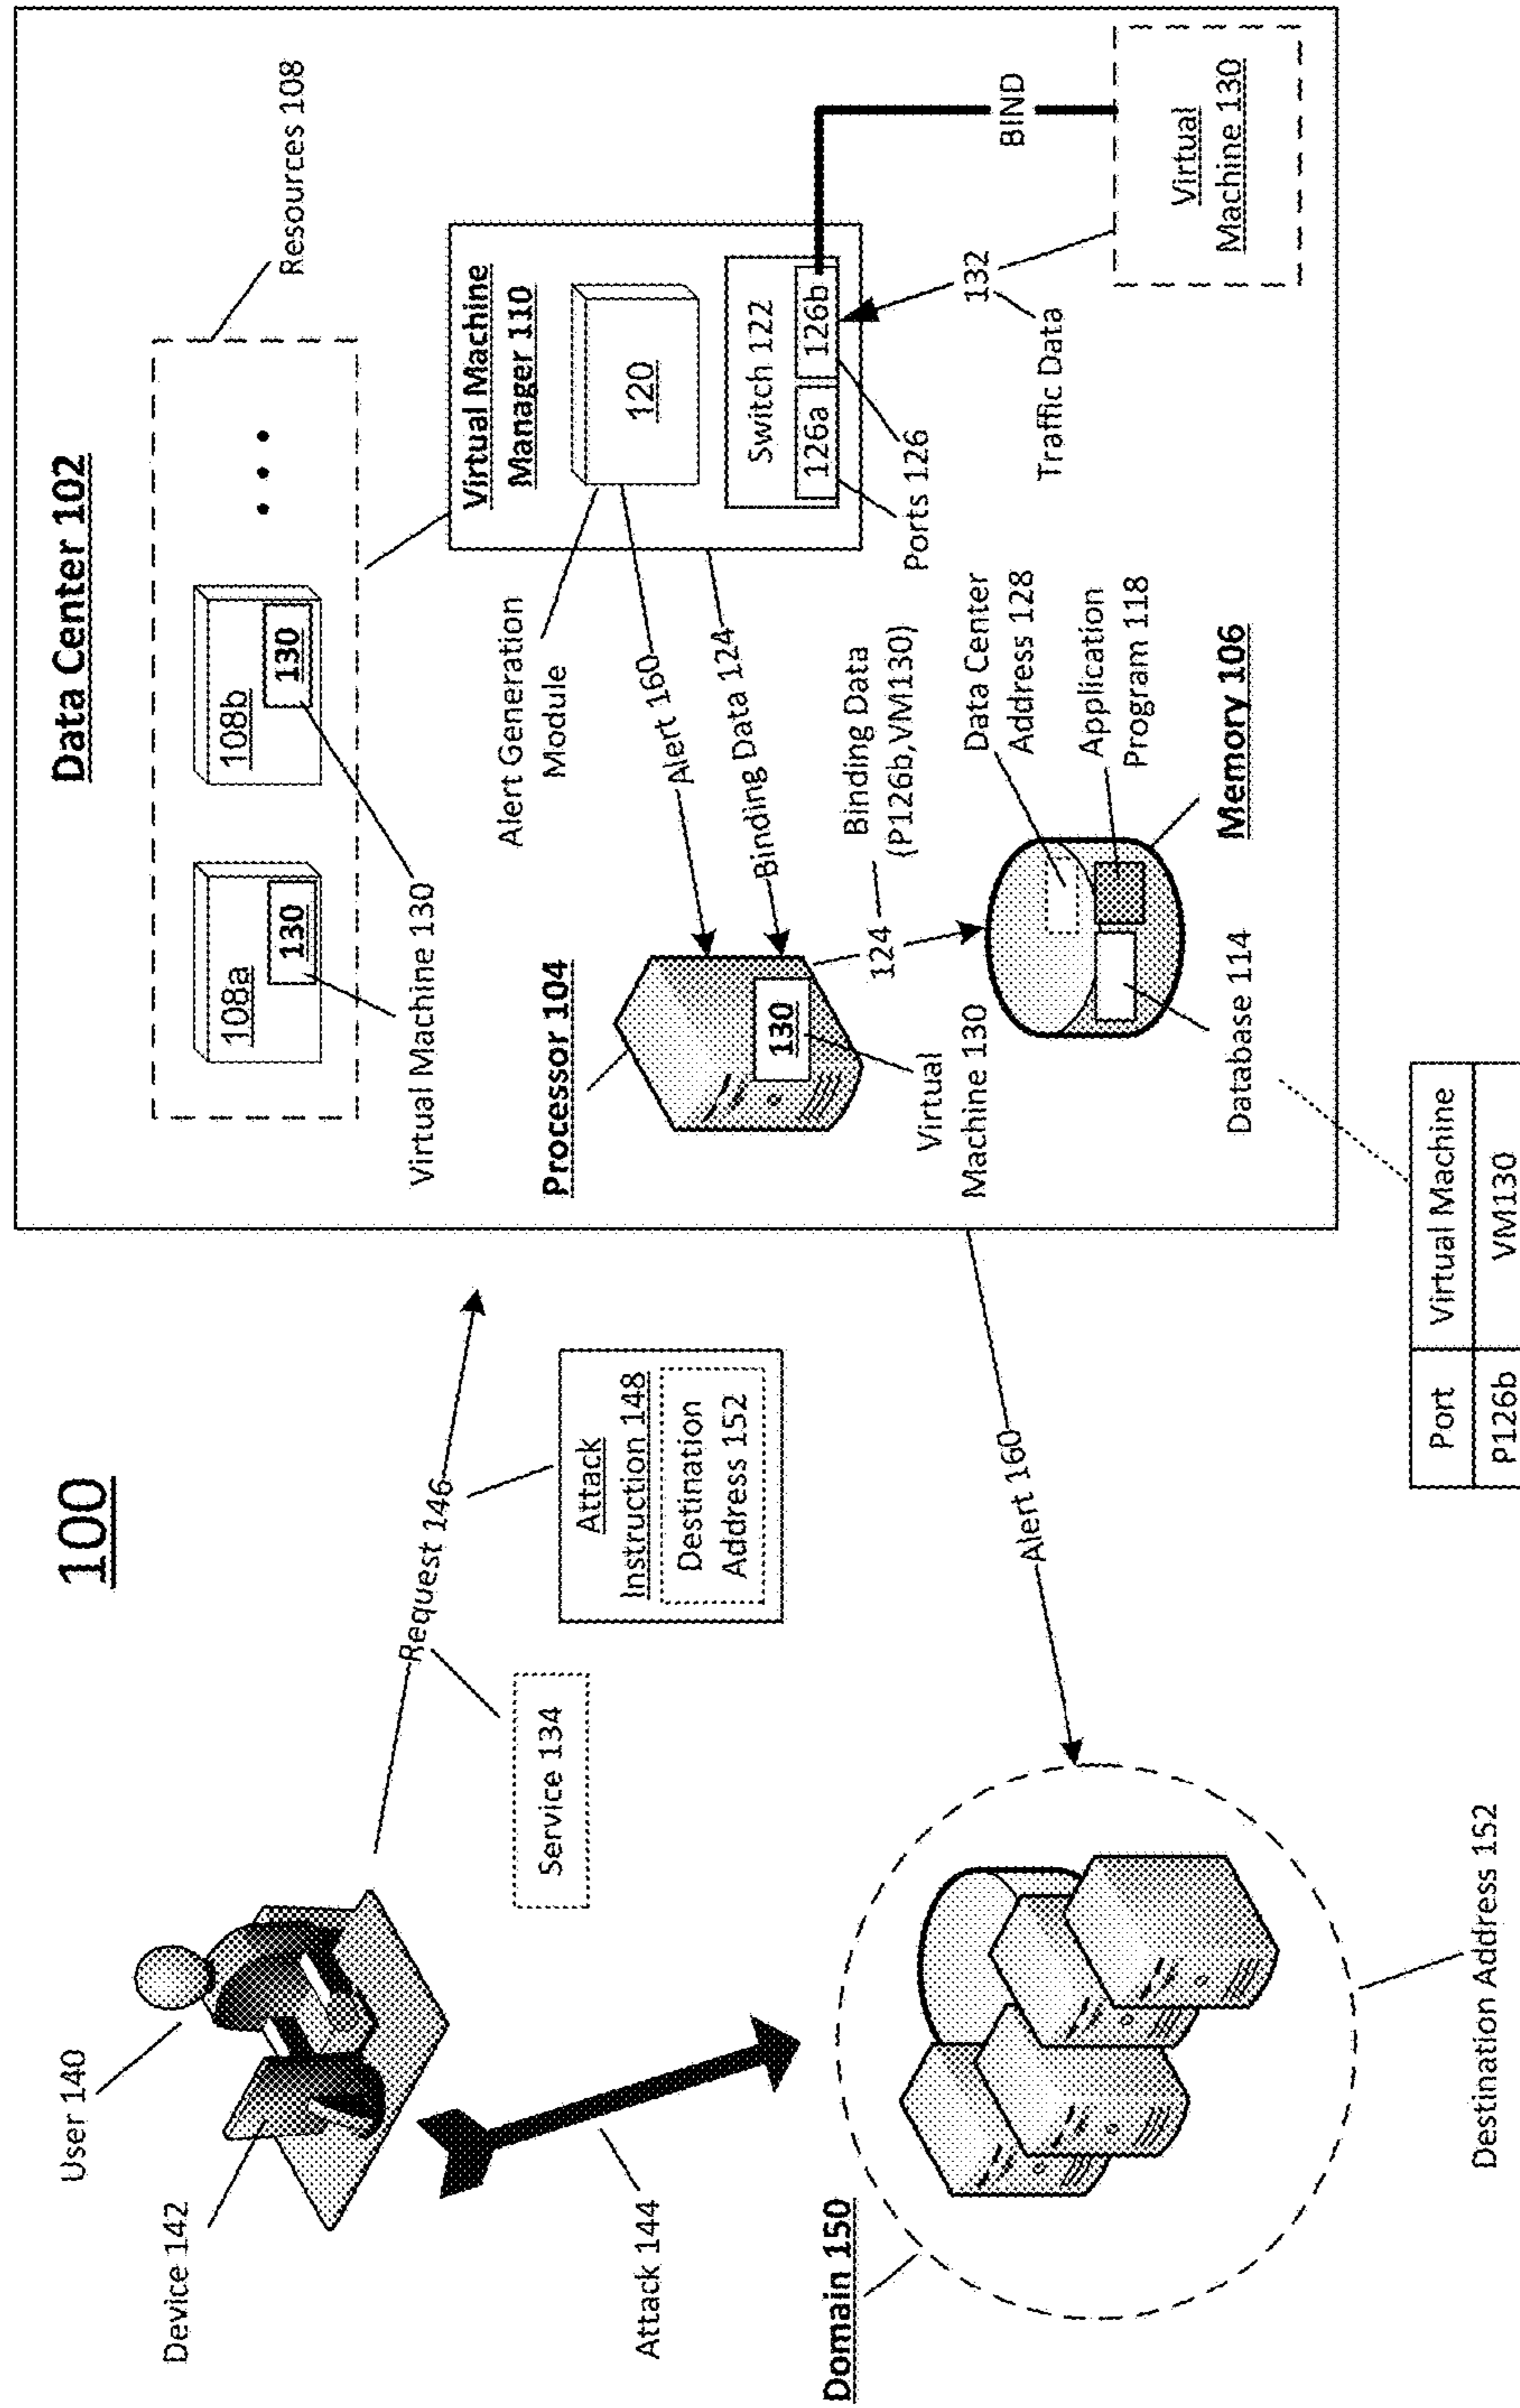 100
User 140
Device 142
Attack 144
Domain 150
Destination Address 152
Request 146
Service 134
Attack
Instruction 148
Destination
Address 152
Alert 160
Data Center 102
Resources 108
108a
130
108b
130
Virtual Machine 130
Virtual Machine
Manager 110
120
Switch 122
126a
126b
Ports 126
Alert Generation
Module
Alert 160
Binding Data 124
Processor 104
130
Virtual
Machine 130
124
Binding Data
(P126b,VM130)
Data Center
Address 128
Application
Program 118
Memory 106
Database 114
132
Traffic Data
BIND
Virtual
Machine 130
Port
Virtual Machine
P126b
VM130